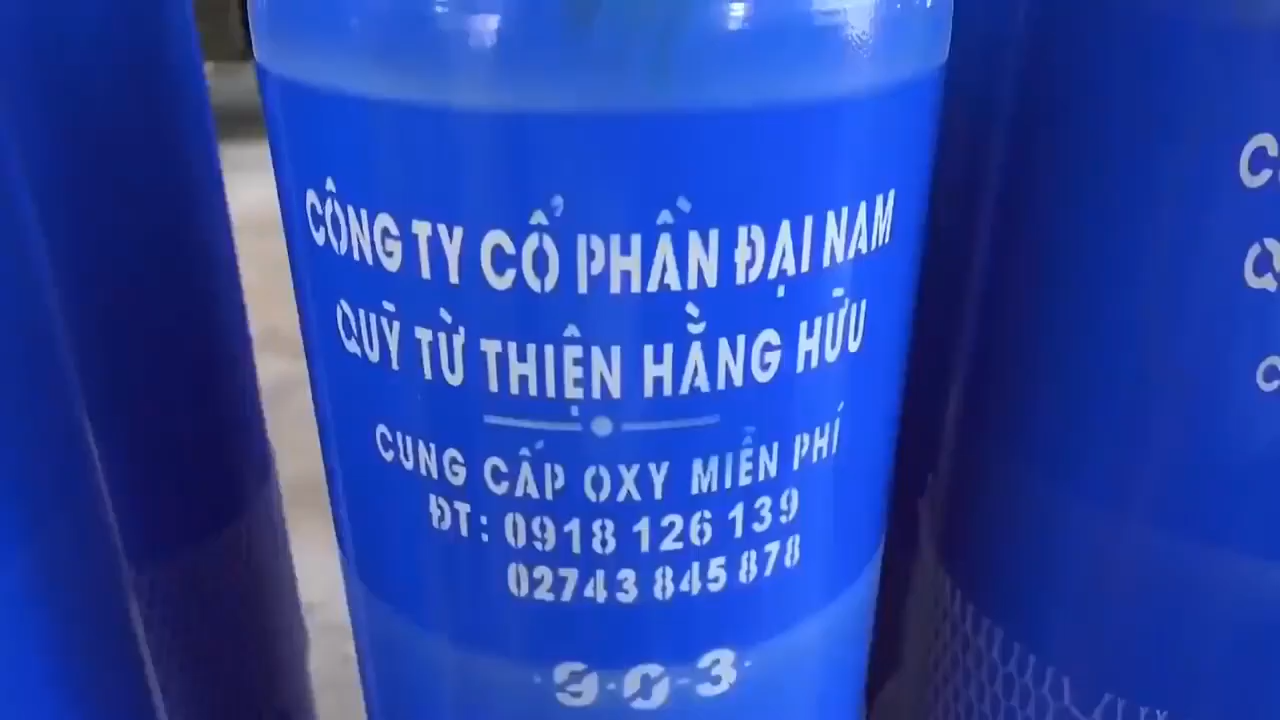 CÔNG TY CỔ PHẦN ĐẠI NAM
QUỸ TỪ THIỆN HẰNG HỮU
CUNG CẤP OXY MIỄN PHÍ
ĐT: 0918 126 139
02743 845 878
903